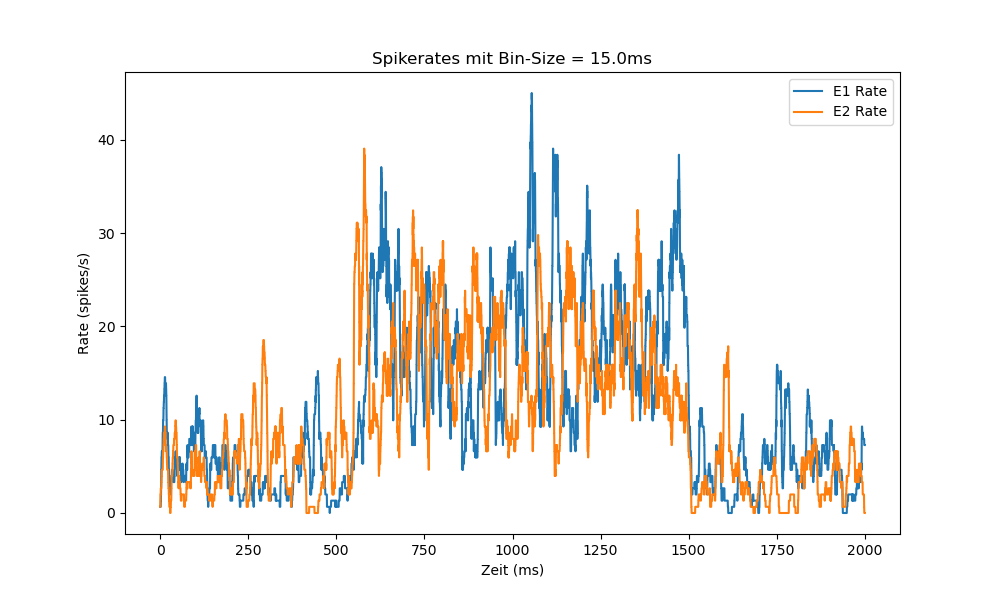 Spikerates mit Bin-Size = 15.0ms
E1 Rate
E2 Rate
Rate (spikes/s)
40
30
20
10
0
0 250 500 750 1000 1250 1500 1750 2000
Zeit (ms)